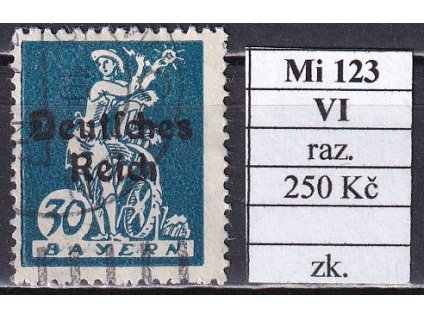 Deutsches
Reich
30
BAYERN
Mi 123
VI
raz.
250 Kč
zk.